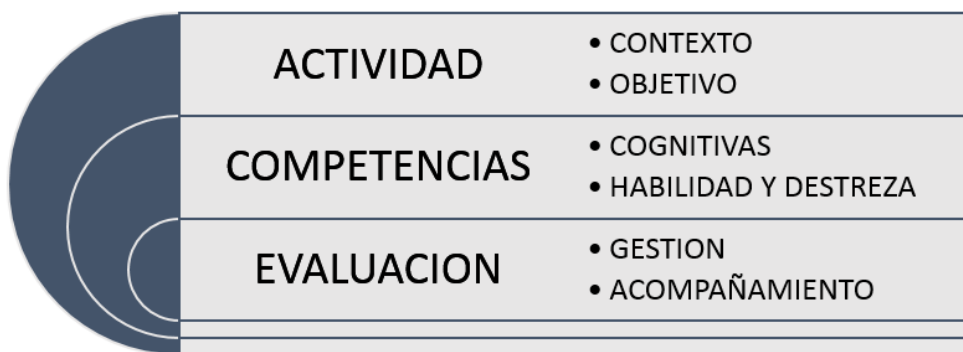 ACTIVIDAD
• CONTEXTO
• OBJETIVO
COMPETENCIAS
• COGNITIVAS
• HABILIDAD Y DESTREZA
EVALUACION
• GESTION
• ACOMPAÑAMIENTO